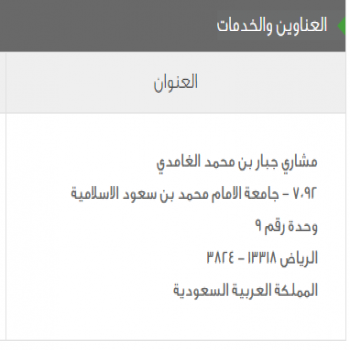 العناوين والخدمات
العنوان
مشاري جبار بن محمد الغامدي
٧٠٩٢ - جامعة الامام محمد بن سعود الاسلامية
وحدة رقم ٩
الرياض ١٣٣١٨ - ٣٨٢٤
المملكة العربية السعودية